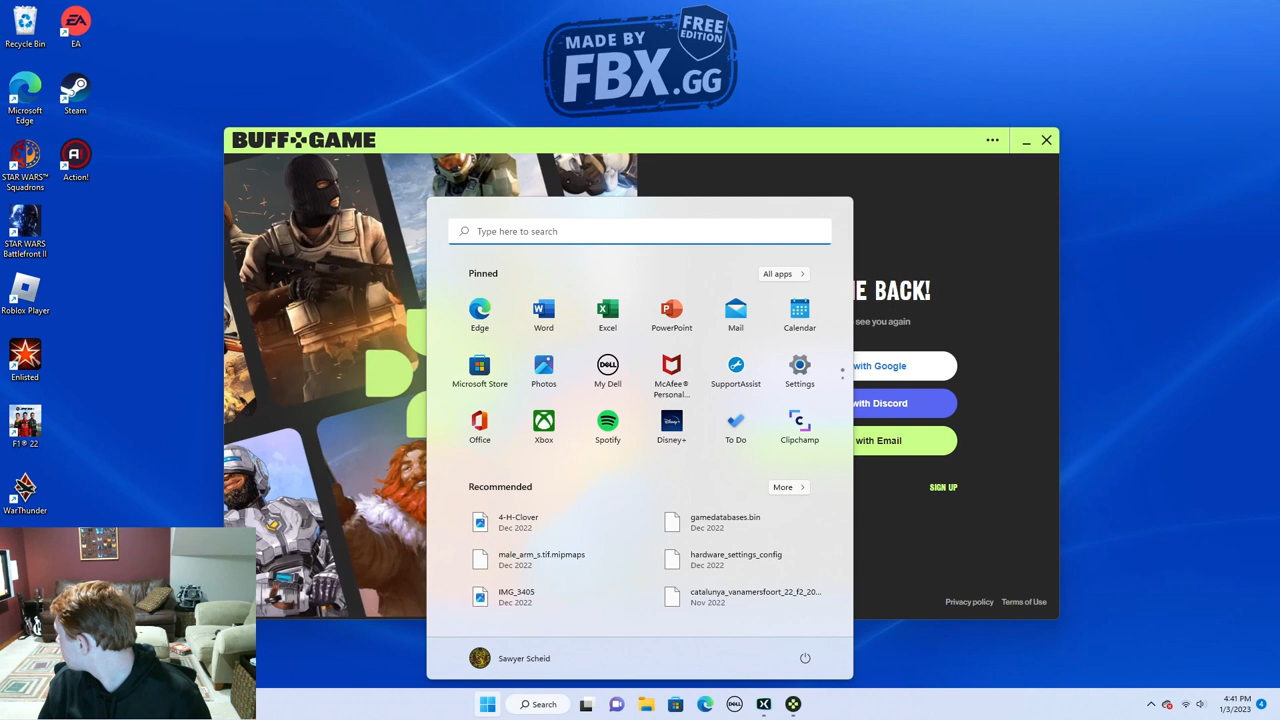 Recycle Bin
EA
Microsoft
Edge
Steam
STAR WARS™
Squadrons
Action!
STAR WARS
Battlefront II
Roblox Player
Enlisted
F1® 22
WarThunder
MADE BY
FREE
EDITION
FBX.GG
BUFF GAME
E BACK!
see you again
with Google
with Discord
with Email
SIGN UP
Privacy policy
Terms of Use
Type here to search
Pinned
All apps
Edge
Word
Excel
PowerPoint
Mail
Calendar
Microsoft Store
Photos
My Dell
McAfee®
Personal...
SupportAssist
Settings
Office
Xbox
Spotify
Disney+
To Do
Clipchamp
Recommended
More
4-H-Clover
Dec 2022
gamedatabases.bin
Dec 2022
male_arm_s.tif.mipmaps
Dec 2022
hardware_settings_config
Dec 2022
IMG_3405
Dec 2022
catalunya_vanamersfoort_22_f2_20...
Nov 2022
Sawyer Scheid
Search
4:41 PM
1/3/2023
4